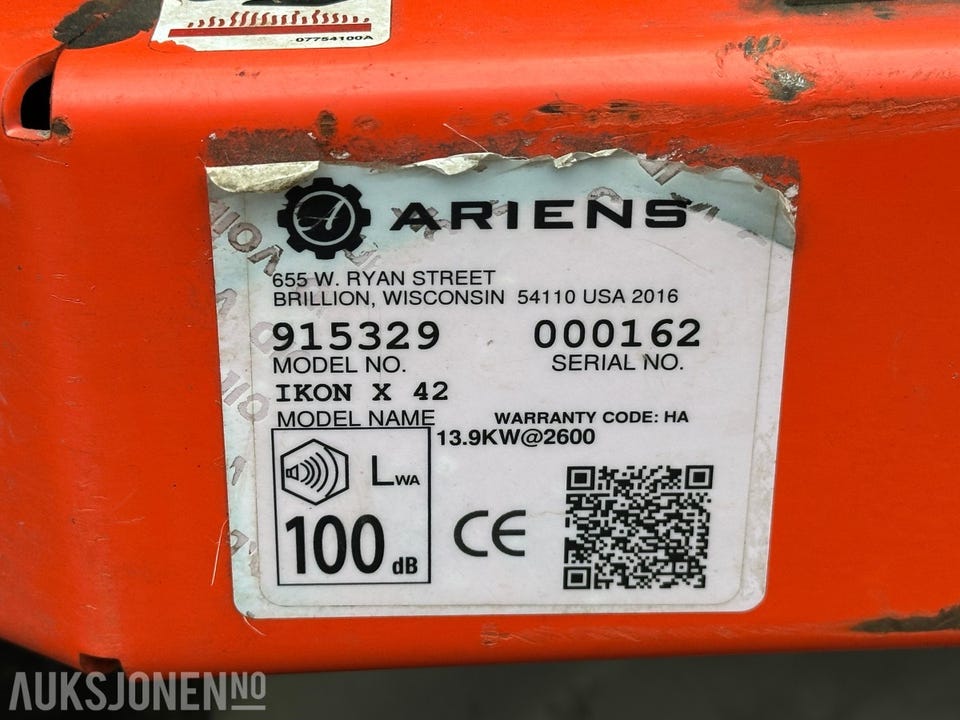 07754100A
ARIENS
655 W. RYAN STREET
BRILLION, WISCONSIN 54110 USA 2016
915329 000162
MODEL NO. SERIAL NO.
IKON X 42
MODEL NAME WARRANTY CODE: HA
13.9KW@2600
LWA
100 dB
CE
AUKSJONEN NO